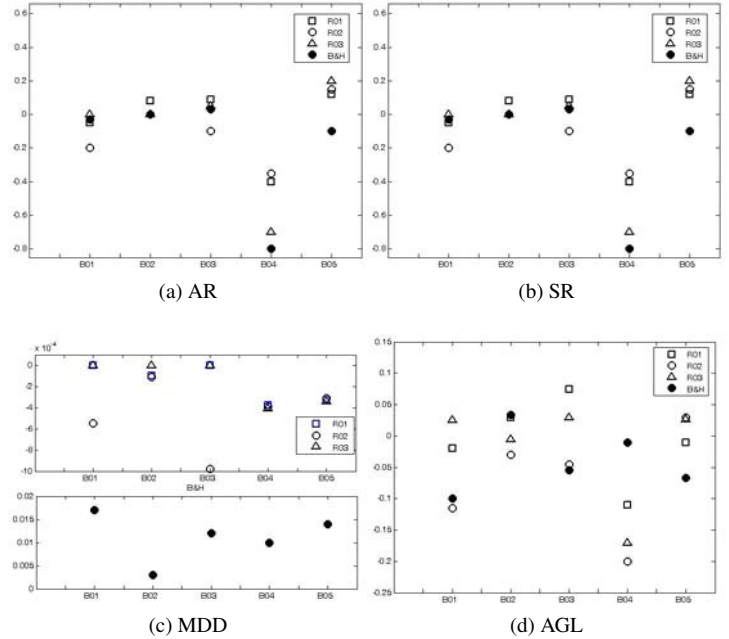 0.6
0.4
0.2
0
-0.2
-0.4
-0.6
-0.8
B01 B02 B03 B04 B05
R01
R02
R03
B&H
(a) AR
0.6
0.4
0.2
0
-0.2
-0.4
-0.6
-0.8
B01 B02 B03 B04 B05
R01
R02
R03
B&H
(b) SR
× 10⁻⁴
0
-2
-4
-6
-8
-10
B01 B02 B03 B04 B05
R01
R02
R03
B&H
0.02
0.015
0.01
0.005
0
B01 B02 B03 B04 B05
(c) MDD
0.15
0.1
0.05
0
-0.05
-0.1
-0.15
-0.2
-0.25
B01 B02 B03 B04 B05
R01
R02
R03
B&H
(d) AGL